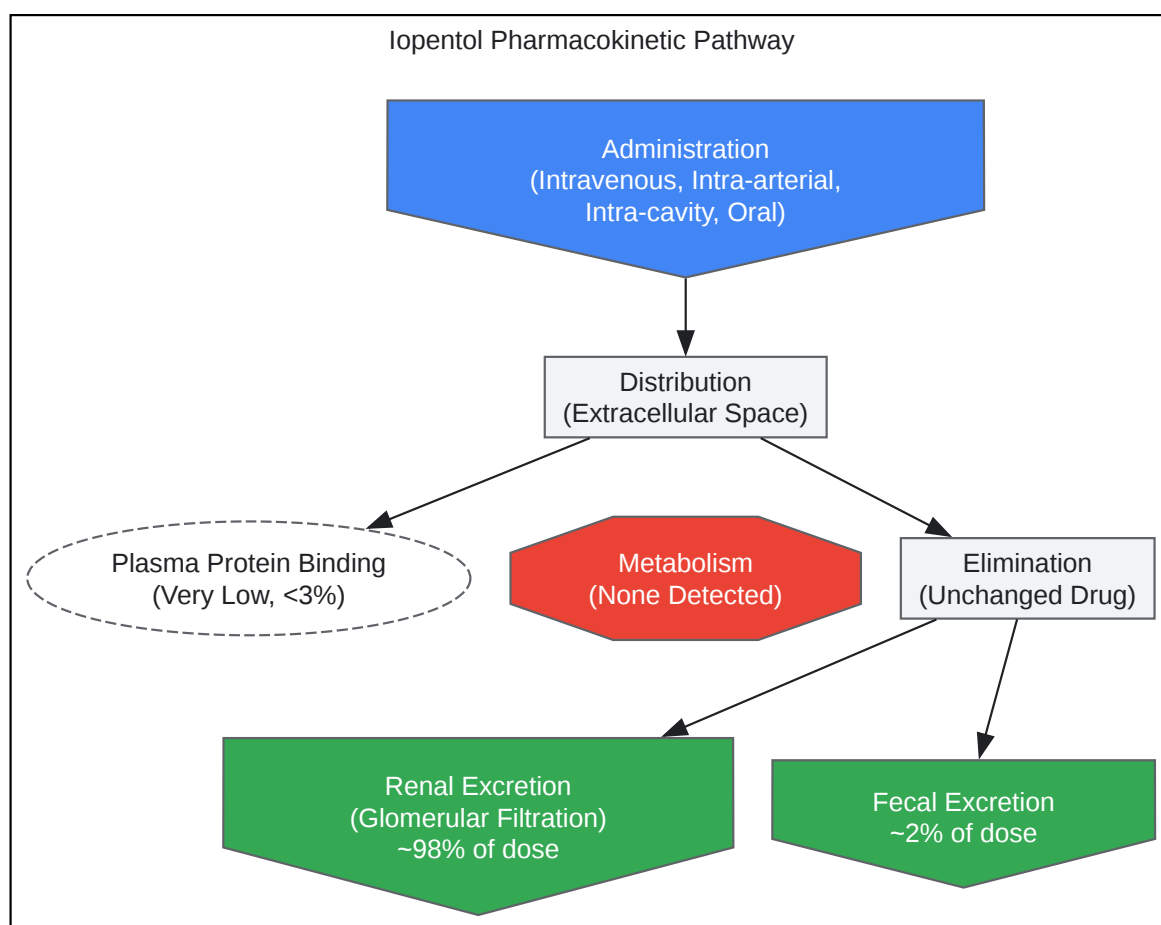 Iopentol Pharmacokinetic Pathway
Administration
(Intravenous, Intra-arterial,
Intra-cavity, Oral)
Distribution
(Extracellular Space)
Plasma Protein Binding
(Very Low, <3%)
Metabolism
(None Detected)
Elimination
(Unchanged Drug)
Renal Excretion
(Glomerular Filtration)
~98% of dose
Fecal Excretion
~2% of dose